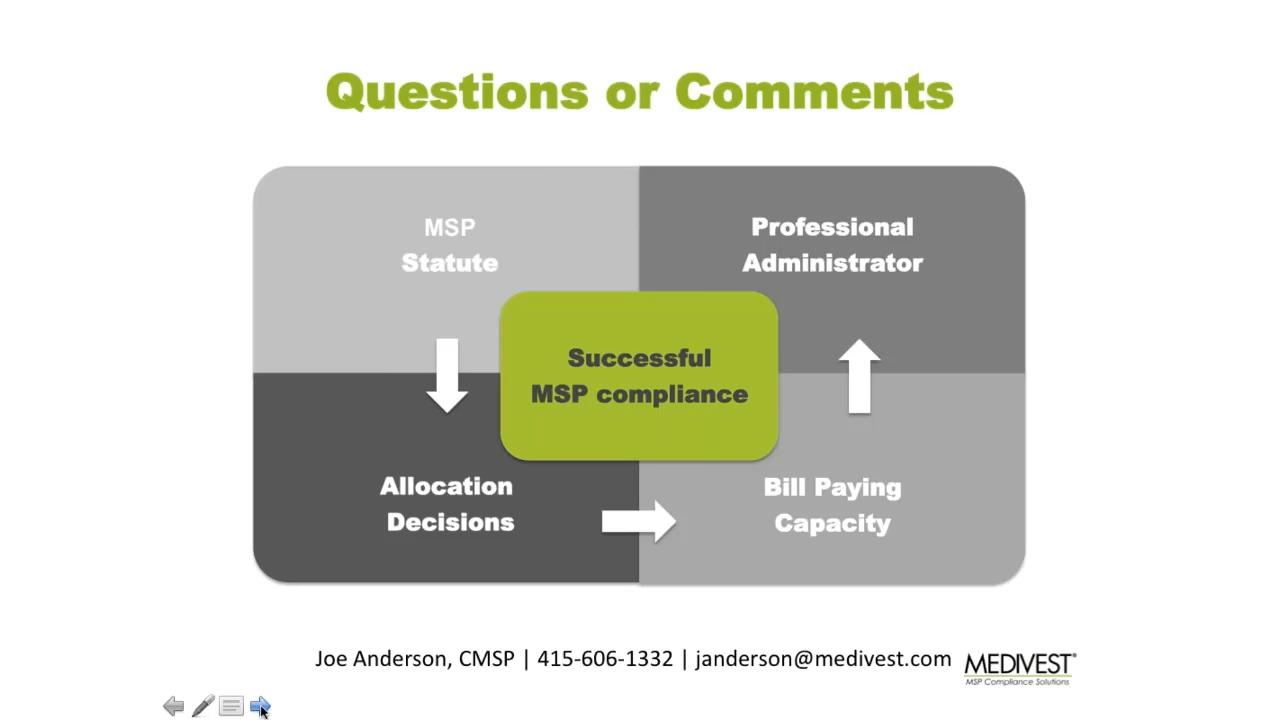 Questions or Comments
MSP
Statute
Professional
Administrator
Successful
MSP compliance
Allocation
Decisions
Bill Paying
Capacity
Joe Anderson, CMSP | 415-606-1332 | janderson@medivest.com
MEDIVEST®
MSP Compliance Solutions